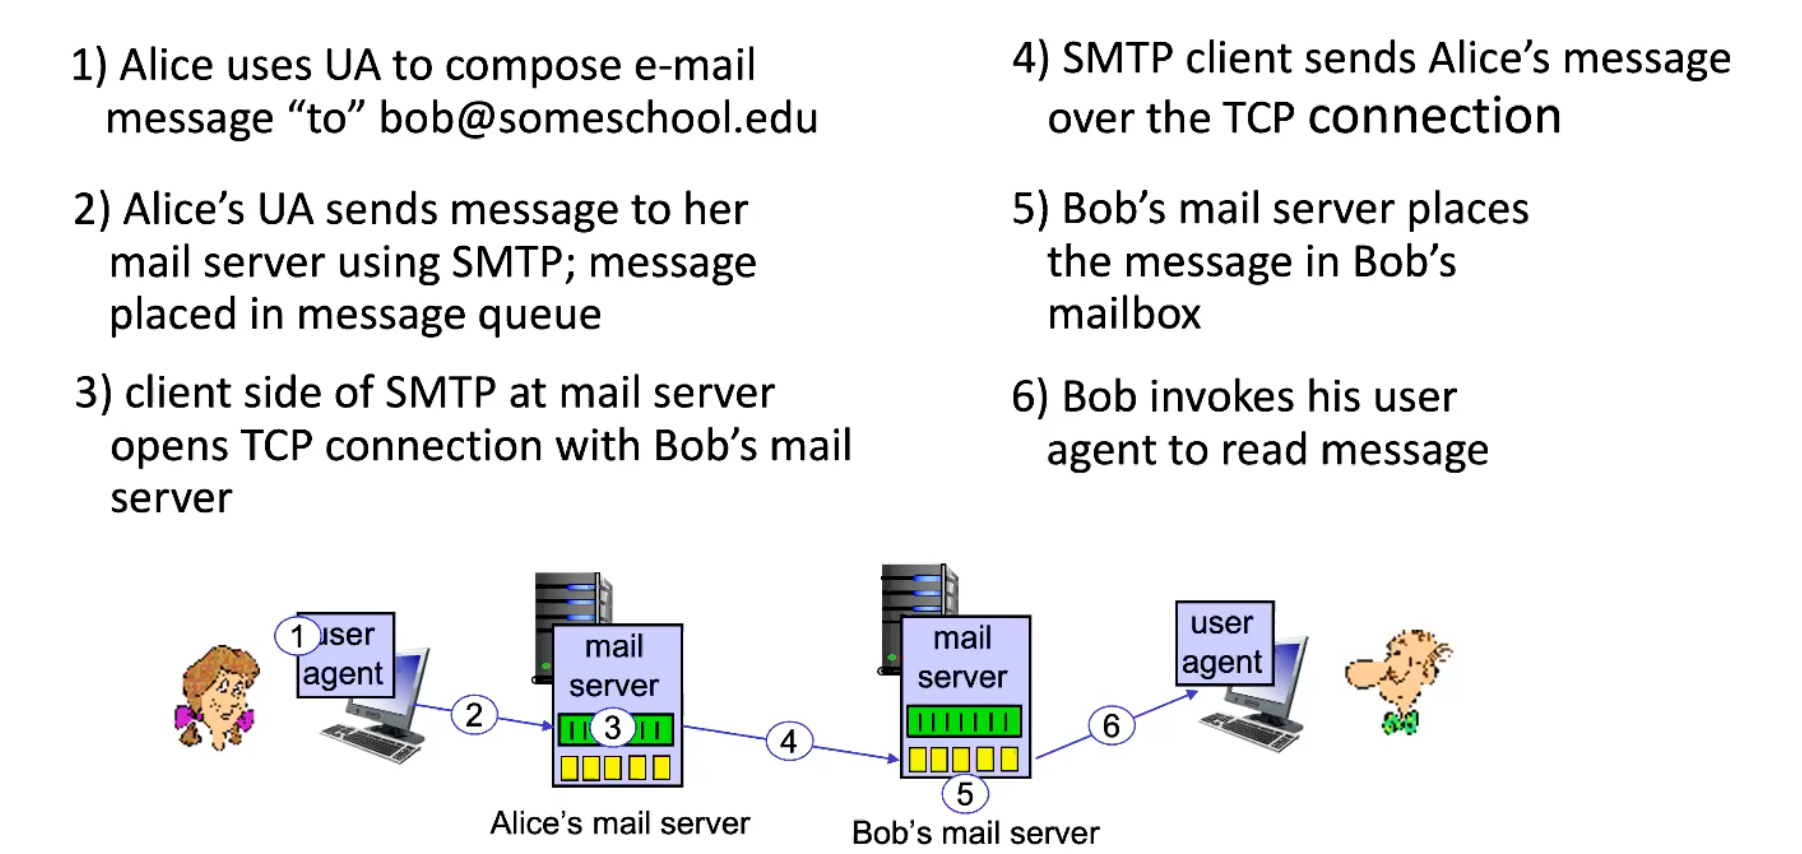 1) Alice uses UA to compose e-mail
message “to” bob@someschool.edu
2) Alice’s UA sends message to her
mail server using SMTP; message
placed in message queue
3) client side of SMTP at mail server
opens TCP connection with Bob’s mail
server
4) SMTP client sends Alice’s message
over the TCP connection
5) Bob’s mail server places
the message in Bob’s
mailbox
6) Bob invokes his user
agent to read message
1 user
agent
2
mail
server
3
Alice’s mail server
4
mail
server
5
Bob’s mail server
6
user
agent